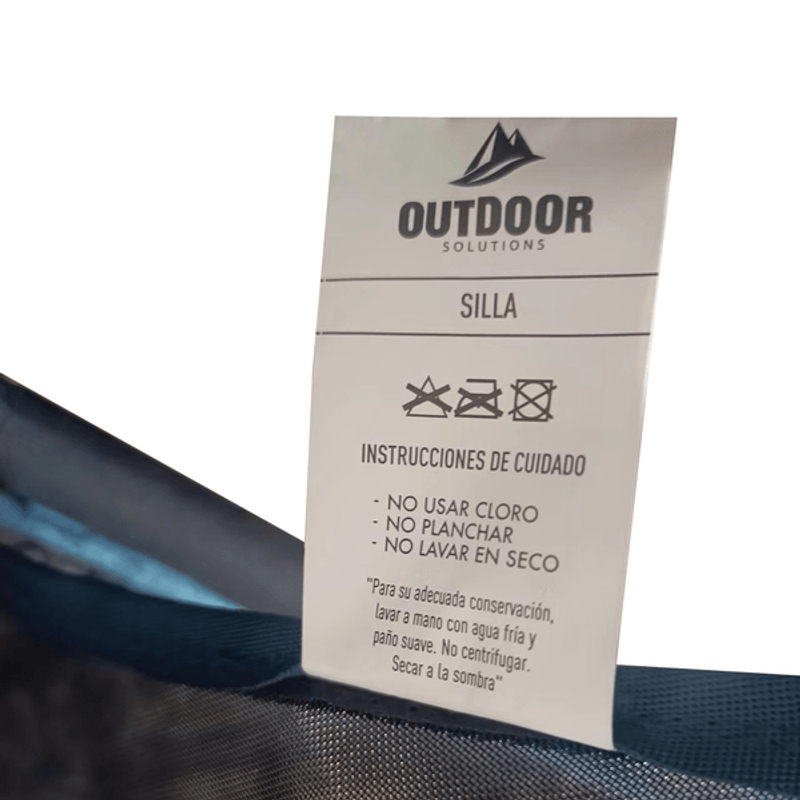 OUTDOOR
SOLUTIONS
SILLA
INSTRUCCIONES DE CUIDADO
- NO USAR CLORO
- NO PLANCHAR
- NO LAVAR EN SECO
"Para su adecuada conservación,
lavar a mano con agua fría y
paño suave. No centrifugar.
Secar a la sombra"